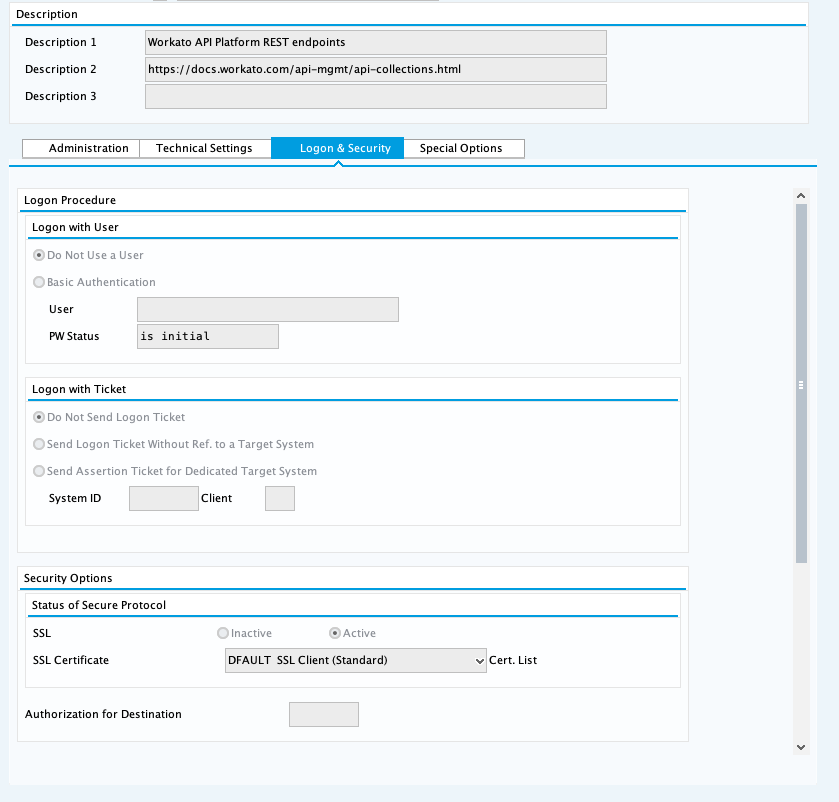 Description
Description 1 Workato API Platform REST endpoints
Description 2 https://docs.workato.com/api-mgmt/api-collections.html
Description 3
Administration Technical Settings Logon & Security Special Options
Logon Procedure
Logon with User
Do Not Use a User
Basic Authentication
User
PW Status is initial
Logon with Ticket
Do Not Send Logon Ticket
Send Logon Ticket Without Ref. to a Target System
Send Assertion Ticket for Dedicated Target System
System ID Client
Security Options
Status of Secure Protocol
SSL Inactive Active
SSL Certificate DFAULT SSL Client (Standard) Cert. List
Authorization for Destination